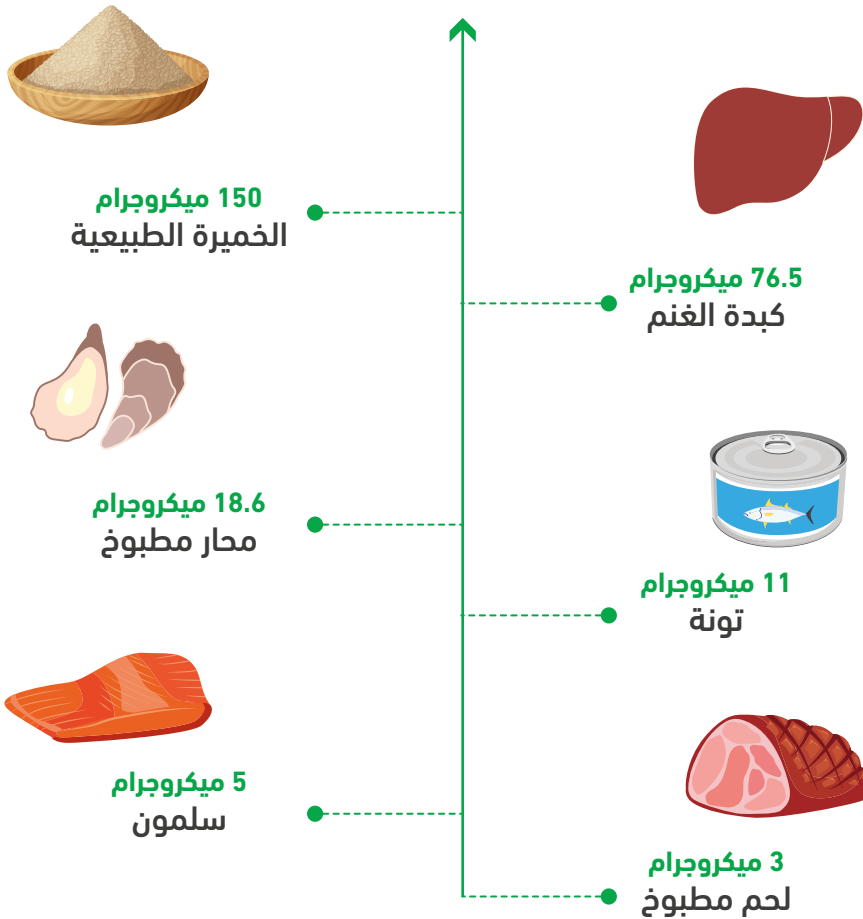 150 ميكروجرام
الخميرة الطبيعية
76.5 ميكروجرام
كبدة الغنم
18.6 ميكروجرام
محار مطبوخ
11 ميكروجرام
تونة
5 ميكروجرام
سلمون
3 ميكروجرام
لحم مطبوخ